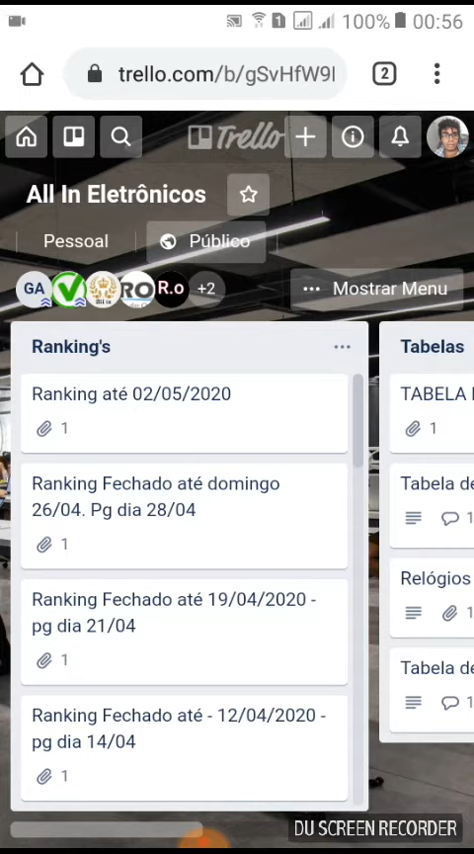 100% 00:56
trello.com/b/gSvHfW9
2
Trello
All In Eletrônicos
Pessoal
Público
GA
RO R.o +2
Mostrar Menu
Ranking's
Tabelas
Ranking até 02/05/2020
1
TABELA
1
Ranking Fechado até domingo
26/04. Pg dia 28/04
1
Tabela de
1
Ranking Fechado até 19/04/2020 -
pg dia 21/04
1
Relógios
1
Tabela de
1
Ranking Fechado até - 12/04/2020 -
pg dia 14/04
1
DU SCREEN RECORDER